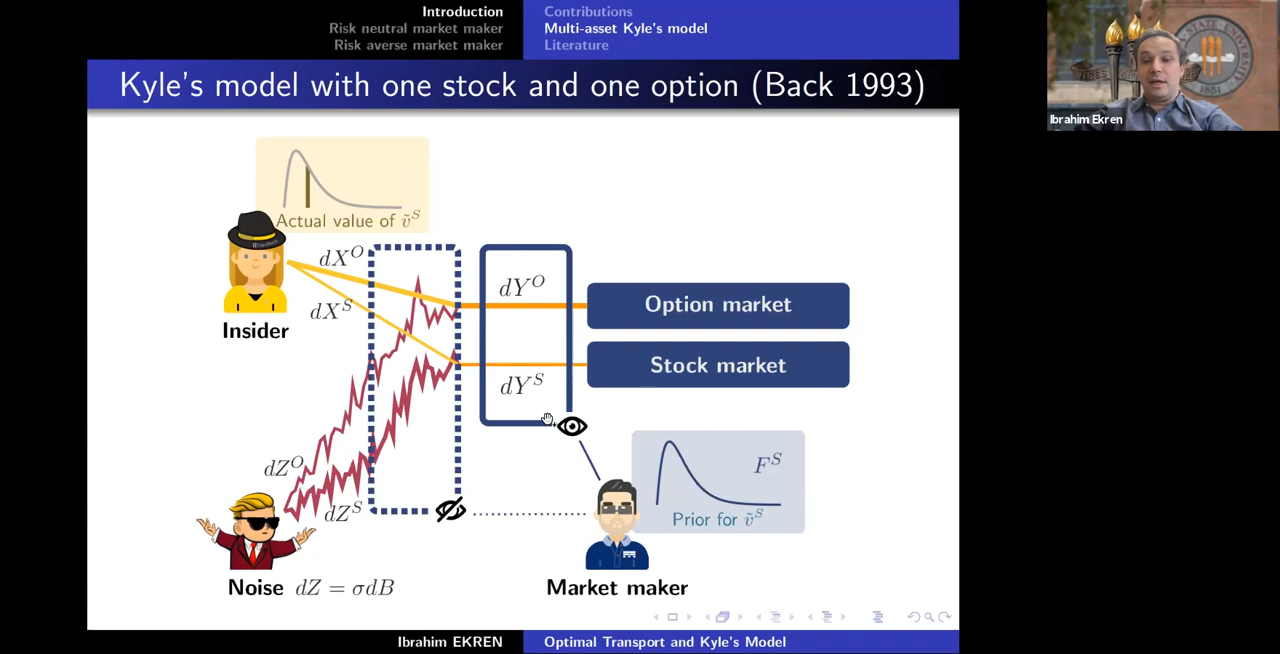 Introduction
Risk neutral market maker
Risk averse market maker
Contributions
Multi-asset Kyle's model
Literature
Kyle's model with one stock and one option (Back 1993)
Actual value of ṽ^S
Insider
dX^O
dX^S
dY^O
dY^S
Option market
Stock market
dZ^O
dZ^S
Noise dZ = σdB
F^S
Prior for ṽ^S
Market maker
Ibrahim EKREN
Optimal Transport and Kyle's Model
Ibrahim Ekren